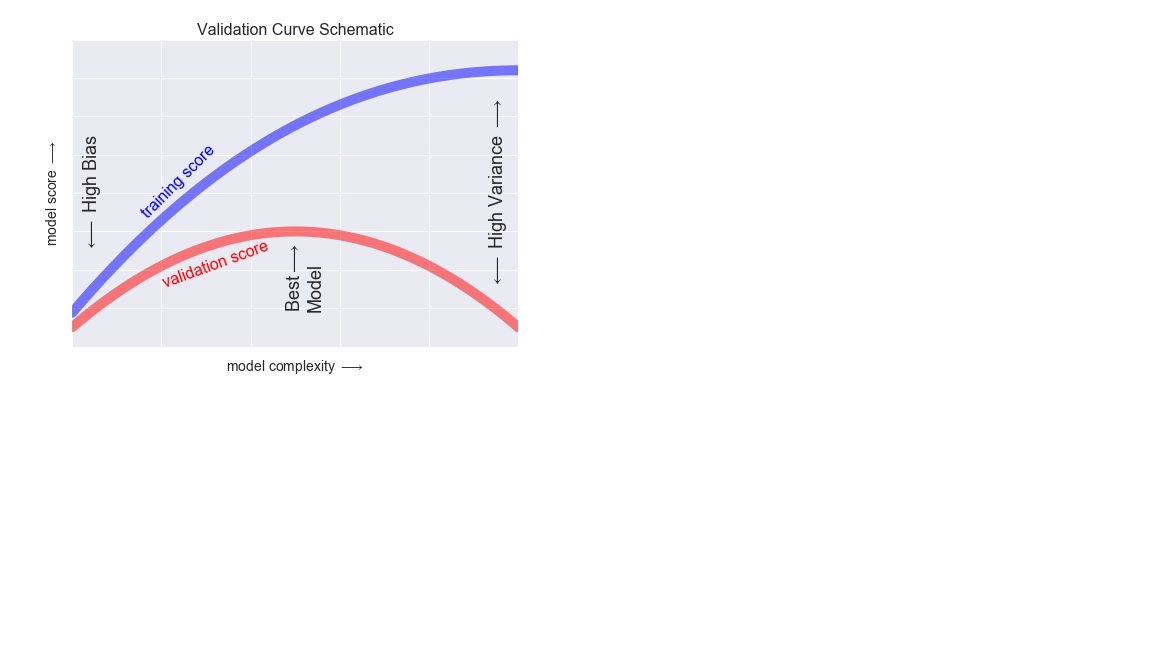 Validation Curve Schematic
model score ⟶
⟵ High Bias
training score
validation score
Best ⟶
Model
⟵ High Variance ⟶
model complexity ⟶